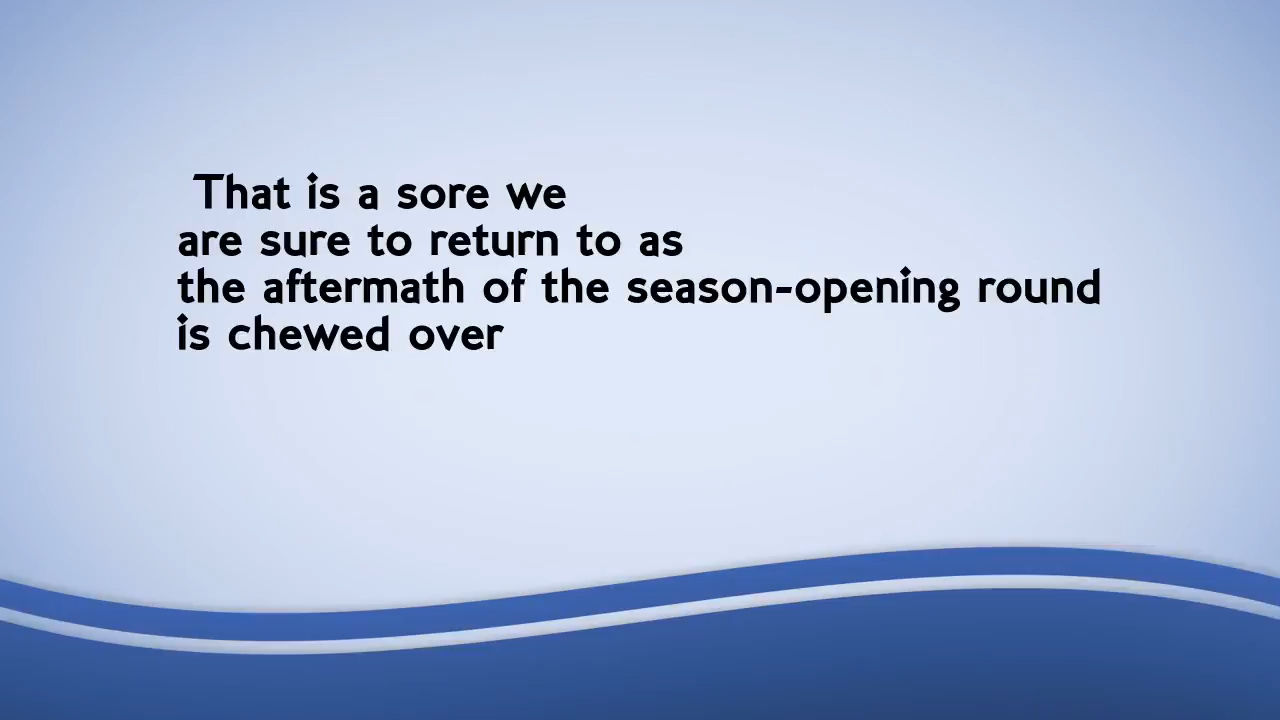 That is a sore we
are sure to return to as
the aftermath of the season-opening round
is chewed over